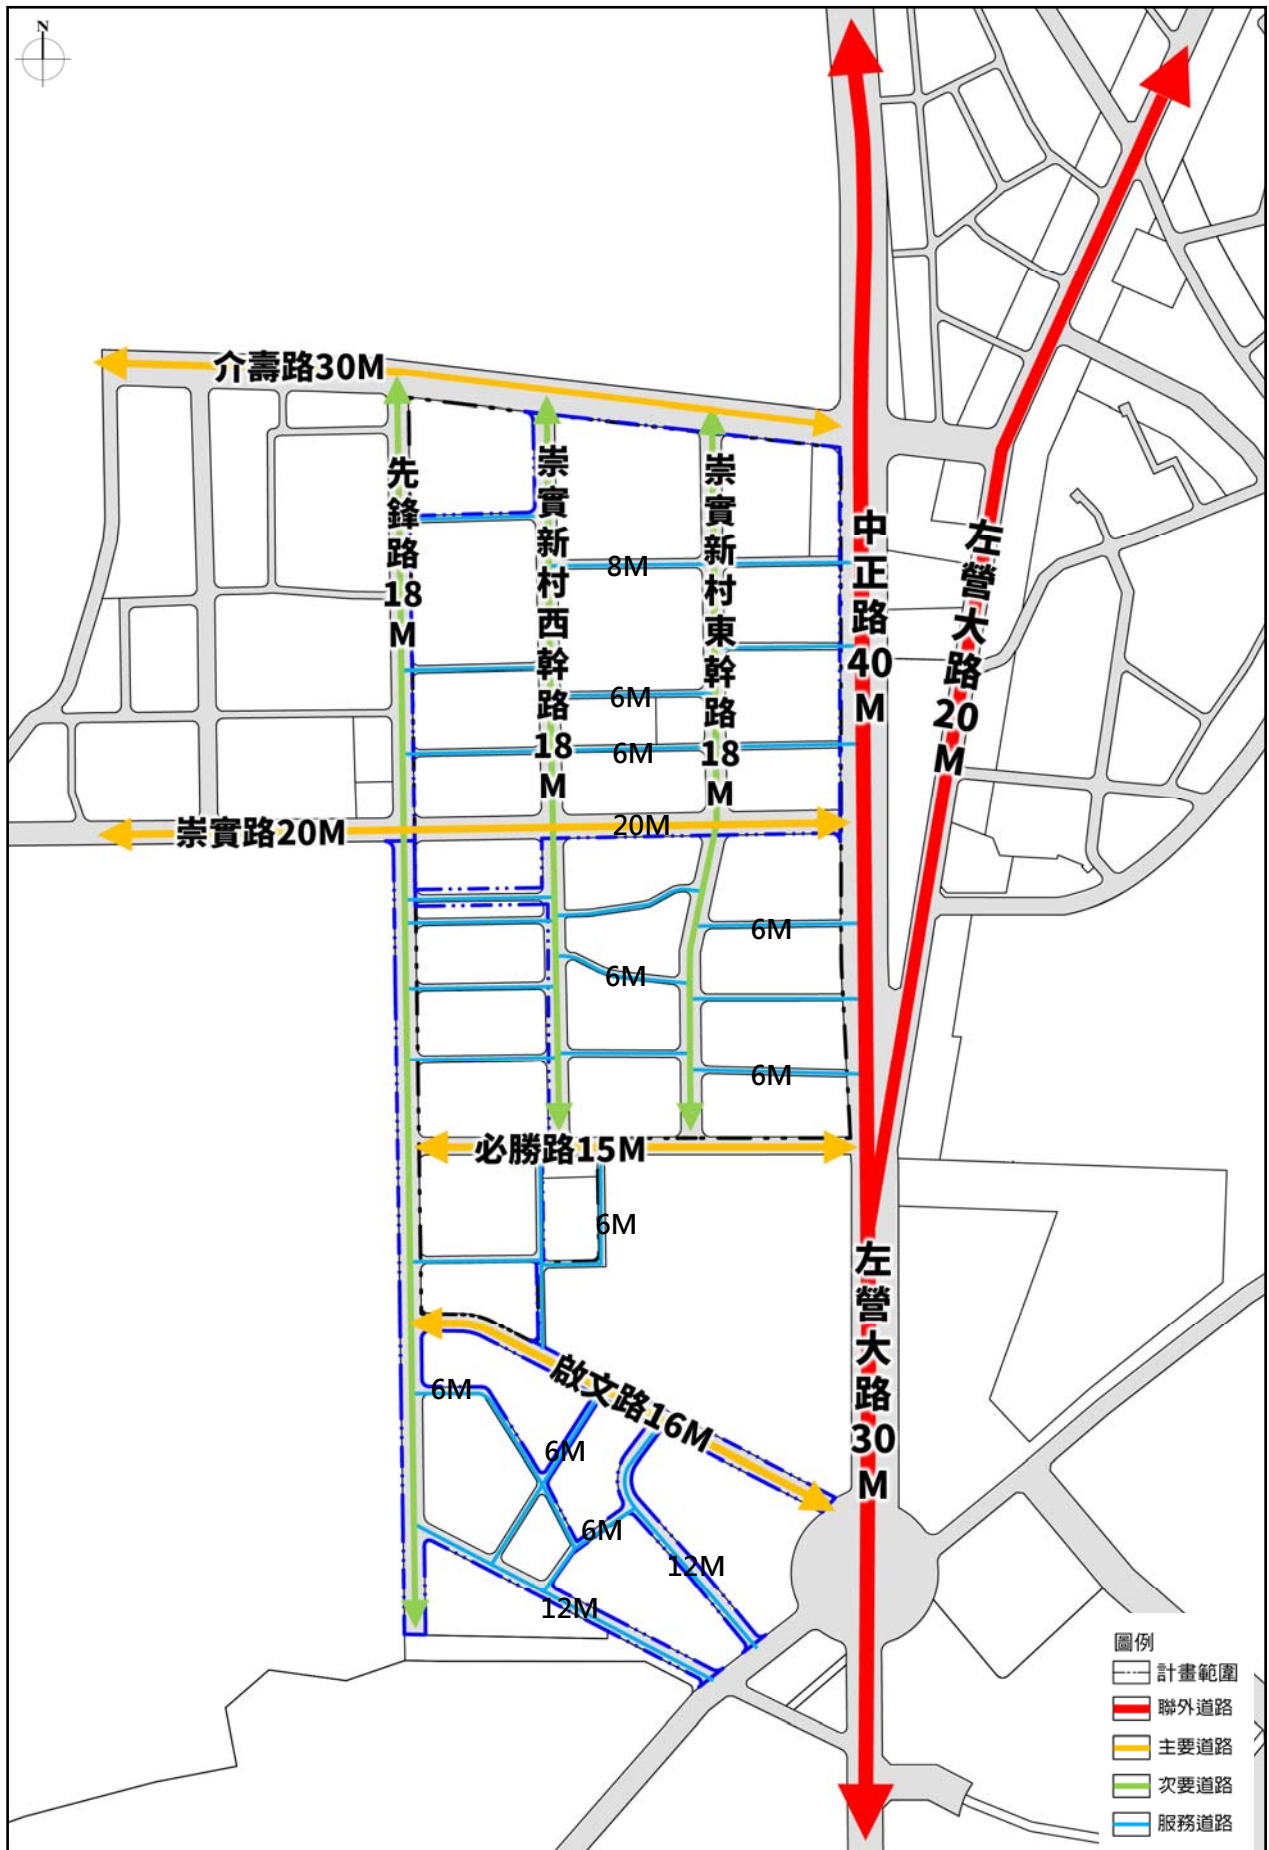 N
介壽路30M
先鋒路18M
崇實新村西幹路18M
崇實新村東幹路18M
中正路40M
左營大路20M
8M
6M
6M
崇實路20M
20M
6M
6M
6M
必勝路15M
6M
左營大路30M
啟文路16M
6M
6M
6M
12M
12M
圖例
計畫範圍
聯外道路
主要道路
次要道路
服務道路